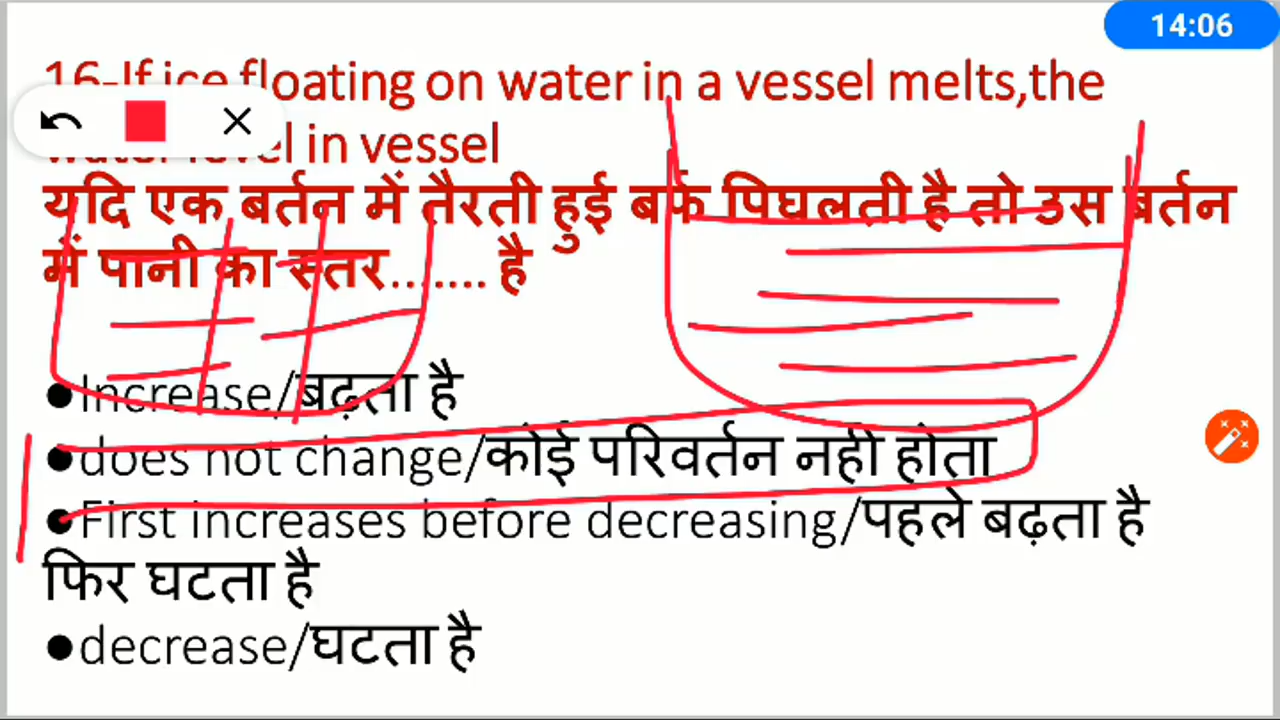 14:06
16-If ice floating on water in a vessel melts,the
water level in vessel
यदि एक बर्तन में तैरती हुई बर्फ पिघलती है तो उस बर्तन
में पानी का स्तर....... है
●Increase/बढ़ता है
●does not change/कोई परिवर्तन नही होता
●First increases before decreasing/पहले बढ़ता है
फिर घटता है
●decrease/घटता है